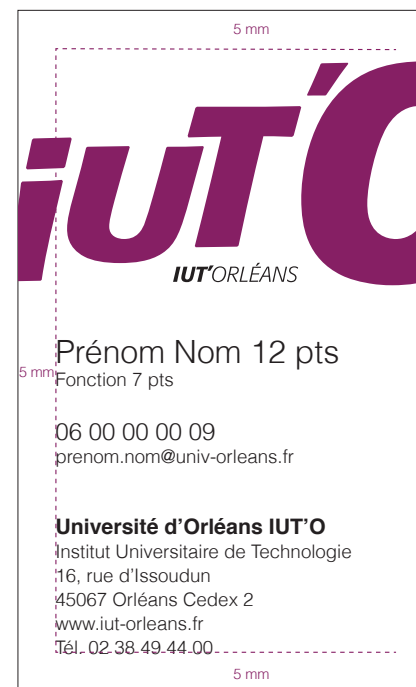 5 mm
iUT'O
IUT'ORLÉANS
Prénom Nom 12 pts
5 mm
Fonction 7 pts
06 00 00 00 09
prenom.nom@univ-orleans.fr
Université d'Orléans IUT'O
Institut Universitaire de Technologie
16, rue d'Issoudun
45067 Orléans Cedex 2
www.iut-orleans.fr
Tél. 02 38 49 44 00
5 mm